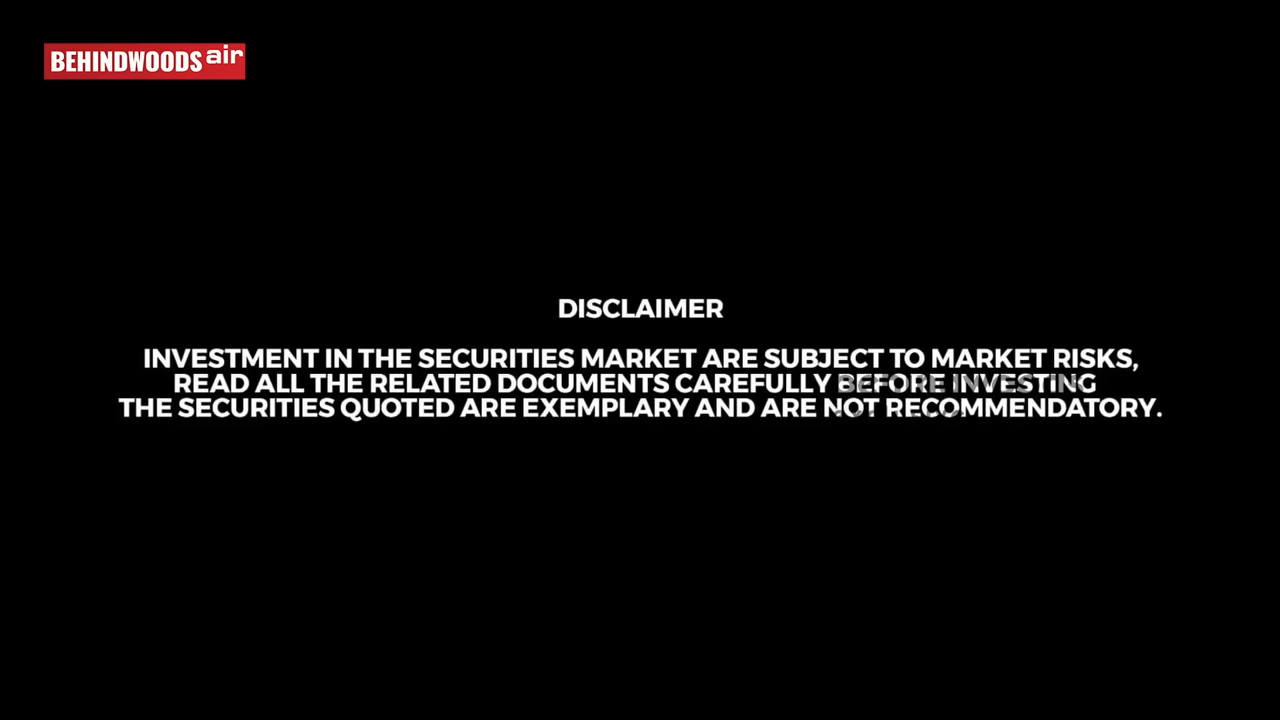 BEHINDWOODS air
DISCLAIMER
INVESTMENT IN THE SECURITIES MARKET ARE SUBJECT TO MARKET RISKS,
READ ALL THE RELATED DOCUMENTS CAREFULLY BEFORE INVESTING
THE SECURITIES QUOTED ARE EXEMPLARY AND ARE NOT RECOMMENDATORY.